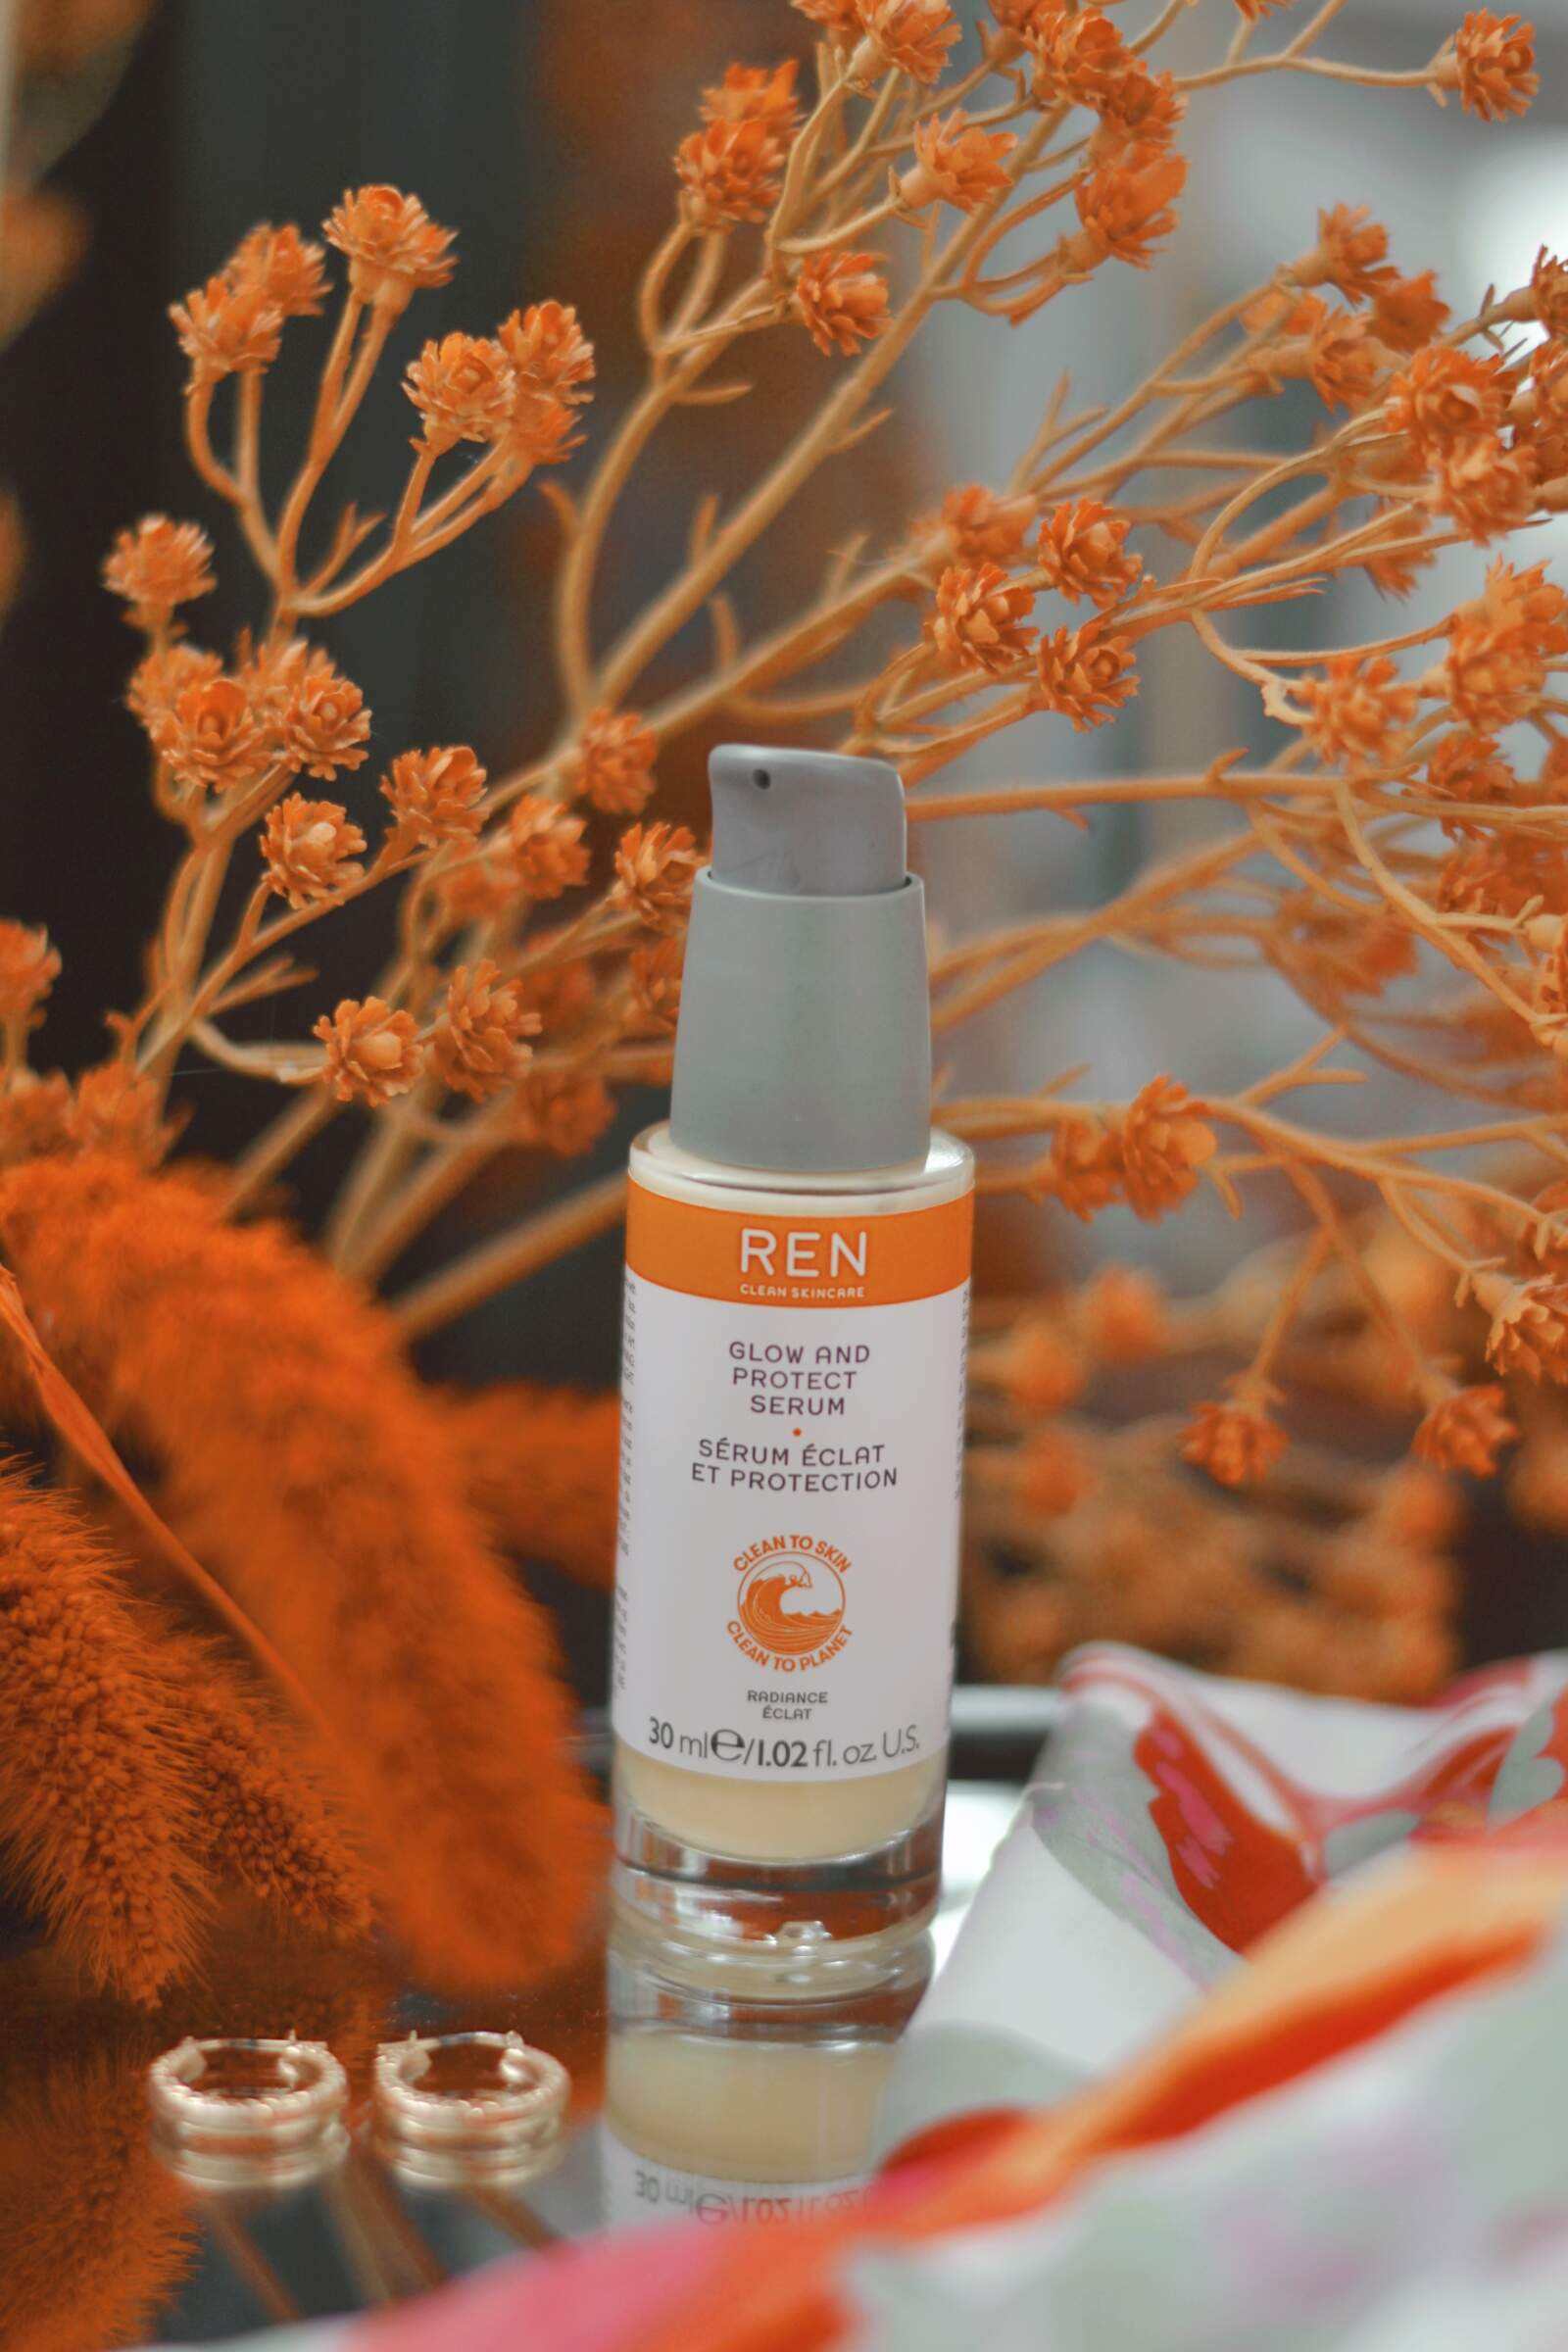 REN
CLEAN SKINCARE
GLOW AND
PROTECT
SERUM
SÉRUM ÉCLAT
ET PROTECTION
CLEAN TO SKIN
CLEAN TO PLANET
RADIANCE
ÉCLAT
30 ml℮/1.02 fl. oz. U.S.